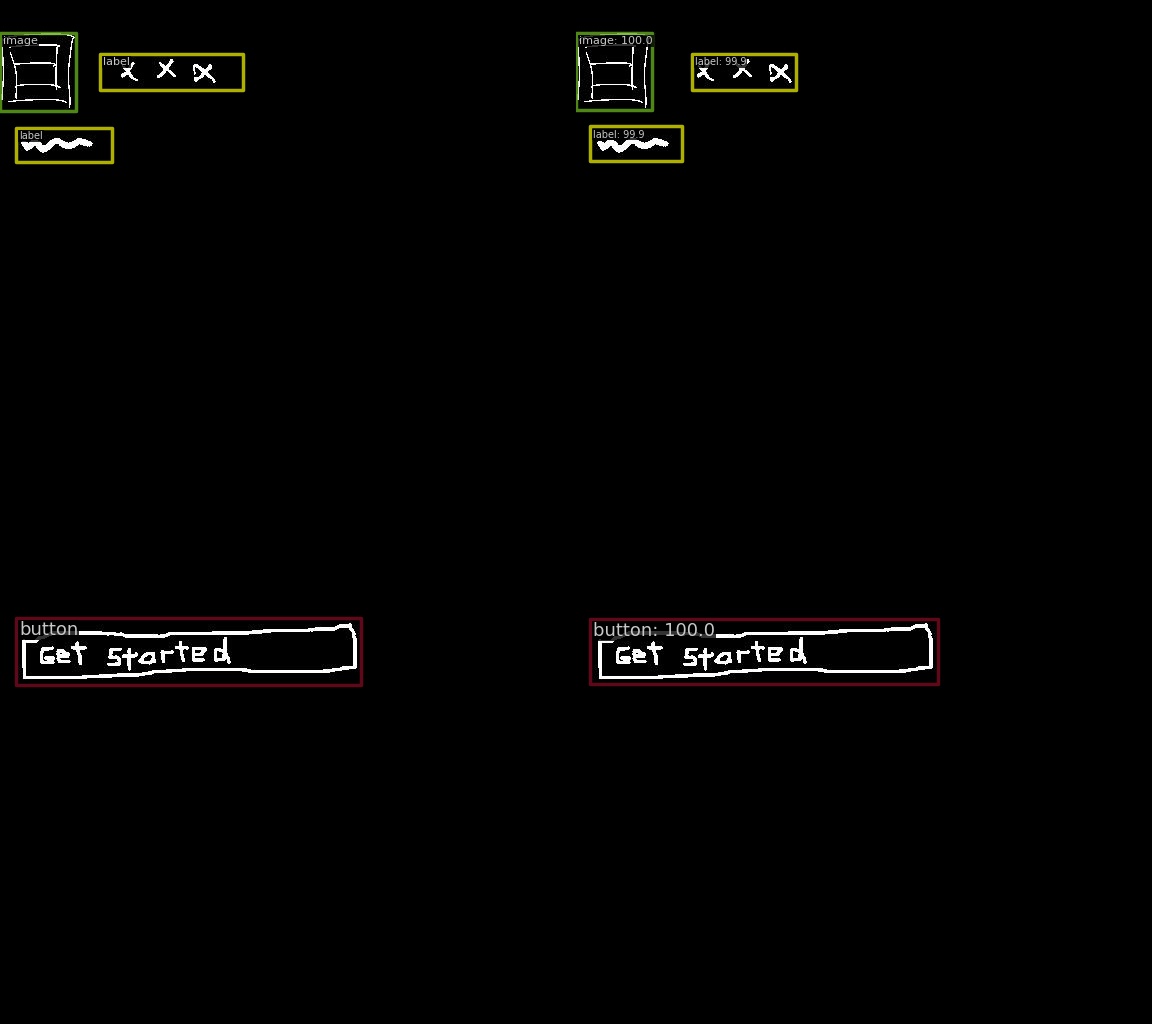 image image: 100.0
label label: 99.9
x x x x x x
label label: 99.9
button button: 100.0
Get Started Get Started